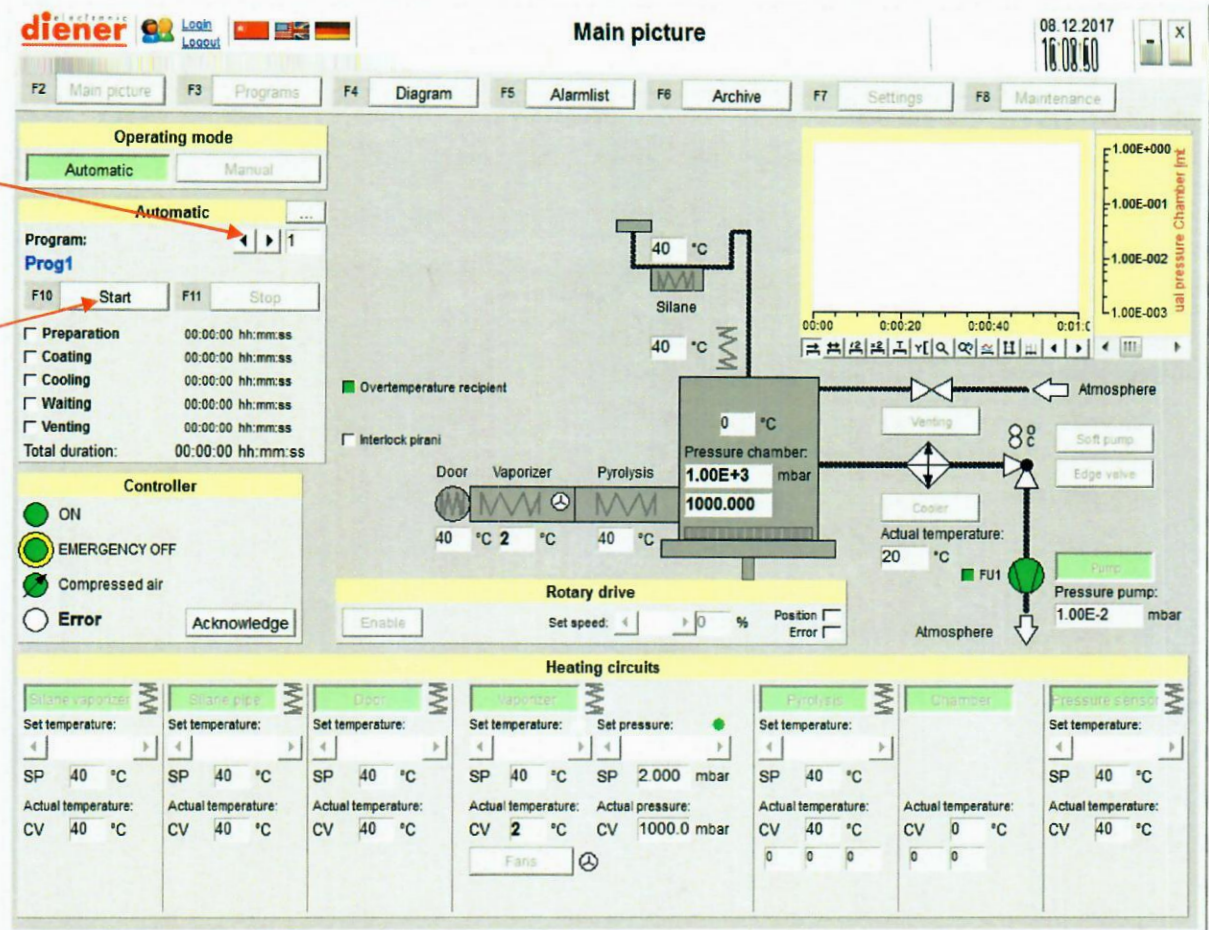 electronic
diener
Login
Logout
Main picture
08.12.2017
16:08:50
- X
F2 Main picture F3 Programs F4 Diagram F5 Alarmlist F6 Archive F7 Settings F8 Maintenance
Operating mode
Automatic Manual
Automatic ...
Program: 1
Prog1
F10 Start F11 Stop
Preparation 00:00:00 hh:mm:ss
Coating 00:00:00 hh:mm:ss
Cooling 00:00:00 hh:mm:ss
Waiting 00:00:00 hh:mm:ss
Venting 00:00:00 hh:mm:ss
Total duration: 00:00:00 hh:mm:ss
Controller
ON
EMERGENCY OFF
Compressed air
Error Acknowledge
40 °C
Silane
40 °C
Overtemperature recipient
Interlock pirani
0 °C
Pressure chamber:
1.00E+3 mbar
1000.000
Door Vaporizer Pyrolysis
40 °C 2 °C 40 °C
1.00E+000
1.00E-001
1.00E-002
1.00E-003
ual pressure Chamber [mt
00:00 0:00:20 0:00:40 0:01:0
Atmosphere
Venting
Soft pump
Edge valve
Cooler
Actual temperature:
20 °C
FU1
Pump
Pressure pump:
1.00E-2 mbar
Atmosphere
Rotary drive
Enable Set speed: 0 % Position
Error
Heating circuits
Silane vaporizer Silane pipe Door Vaporizer Pyrolysis Chamber Pressure sensor
Set temperature: Set temperature: Set temperature: Set temperature: Set pressure: Set temperature: Set temperature:
SP 40 °C SP 40 °C SP 40 °C SP 40 °C SP 2.000 mbar SP 40 °C SP 40 °C
Actual temperature: Actual temperature: Actual temperature: Actual temperature: Actual pressure: Actual temperature: Actual temperature: Actual temperature:
CV 40 °C CV 40 °C CV 40 °C CV 2 °C CV 1000.0 mbar CV 40 °C CV 0 °C CV 40 °C
Fans 0 0 0 0 0